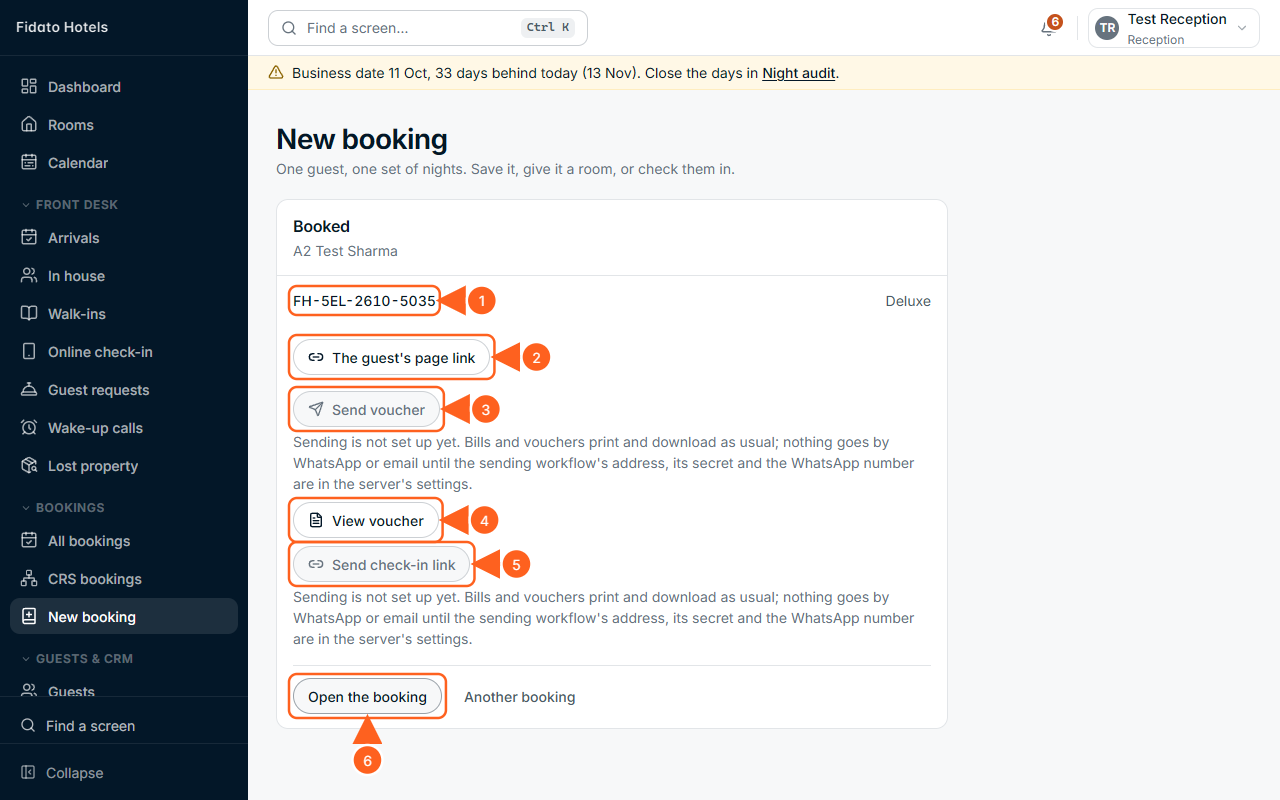 Fidato Hotels
Find a screen...
Ctrl K
6
TR
Test Reception
Reception
Business date 11 Oct, 33 days behind today (13 Nov). Close the days in Night audit.
Dashboard
Rooms
Calendar
FRONT DESK
Arrivals
In house
Walk-ins
Online check-in
Guest requests
Wake-up calls
Lost property
BOOKINGS
All bookings
CRS bookings
New booking
GUESTS & CRM
Guests
Find a screen
Collapse
New booking
One guest, one set of nights. Save it, give it a room, or check them in.
Booked
A2 Test Sharma
FH-5EL-2610-5035
1
Deluxe
The guest's page link
2
Send voucher
3
Sending is not set up yet. Bills and vouchers print and download as usual; nothing goes by
WhatsApp or email until the sending workflow's address, its secret and the WhatsApp number
are in the server's settings.
View voucher
4
Send check-in link
5
Sending is not set up yet. Bills and vouchers print and download as usual; nothing goes by
WhatsApp or email until the sending workflow's address, its secret and the WhatsApp number
are in the server's settings.
Open the booking
Another booking
6